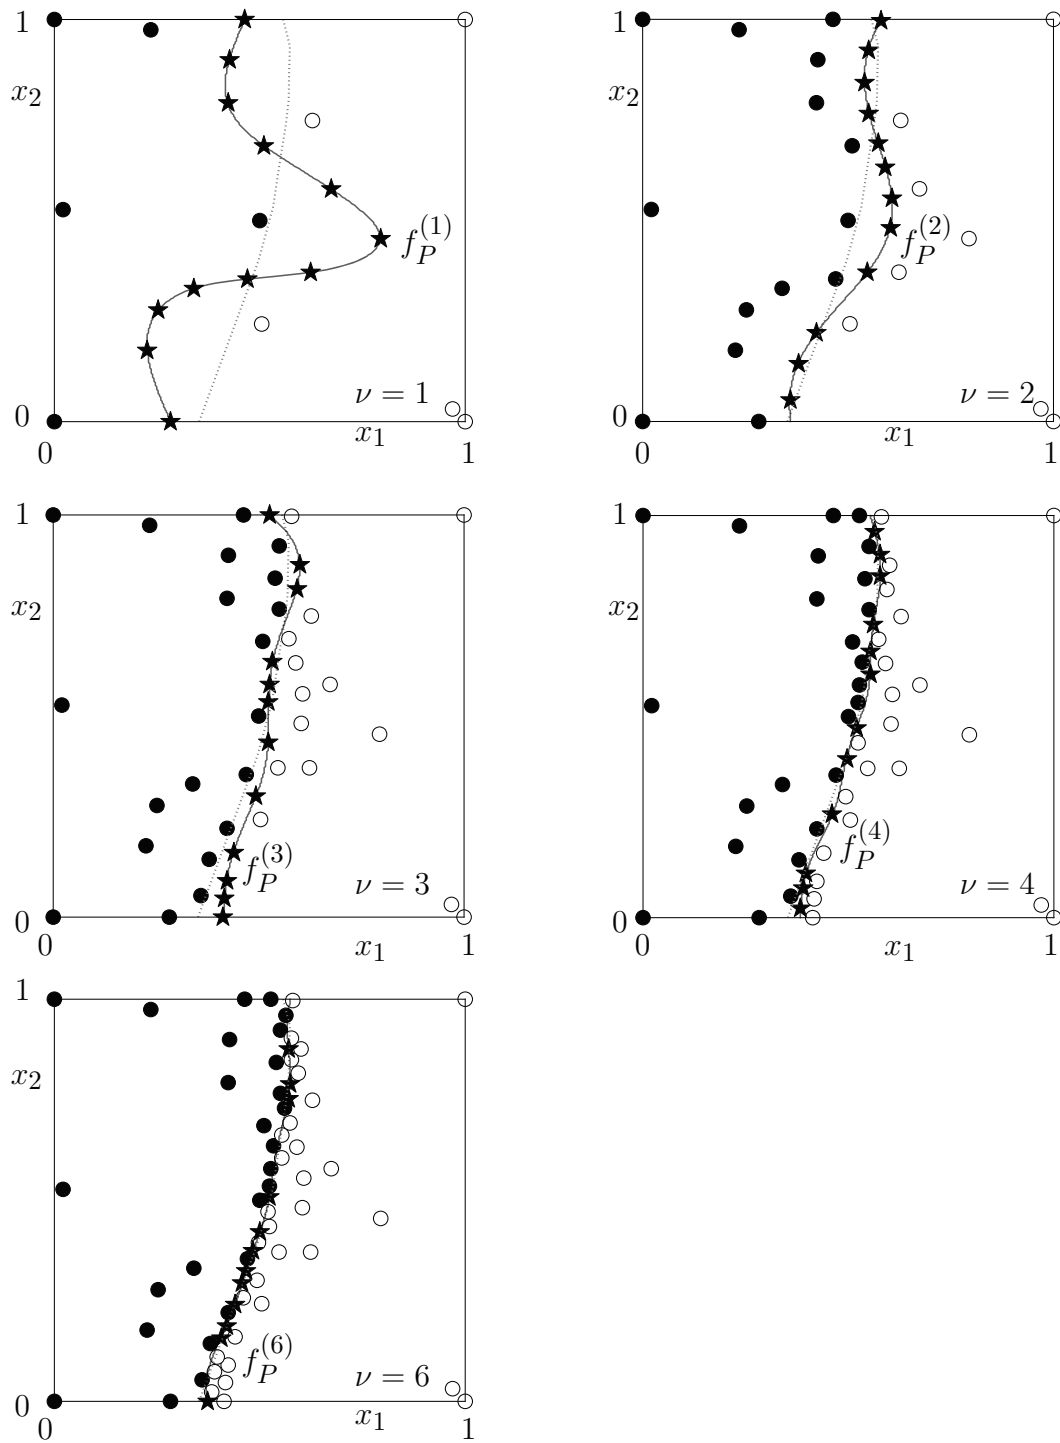 1
x₂
f_P^{(1)}
ν = 1
0
0
x₁
1
1
x₂
f_P^{(2)}
ν = 2
0
0
x₁
1
1
x₂
f_P^{(3)}
ν = 3
0
0
x₁
1
1
x₂
f_P^{(4)}
ν = 4
0
0
x₁
1
1
x₂
f_P^{(6)}
ν = 6
0
0
x₁
1